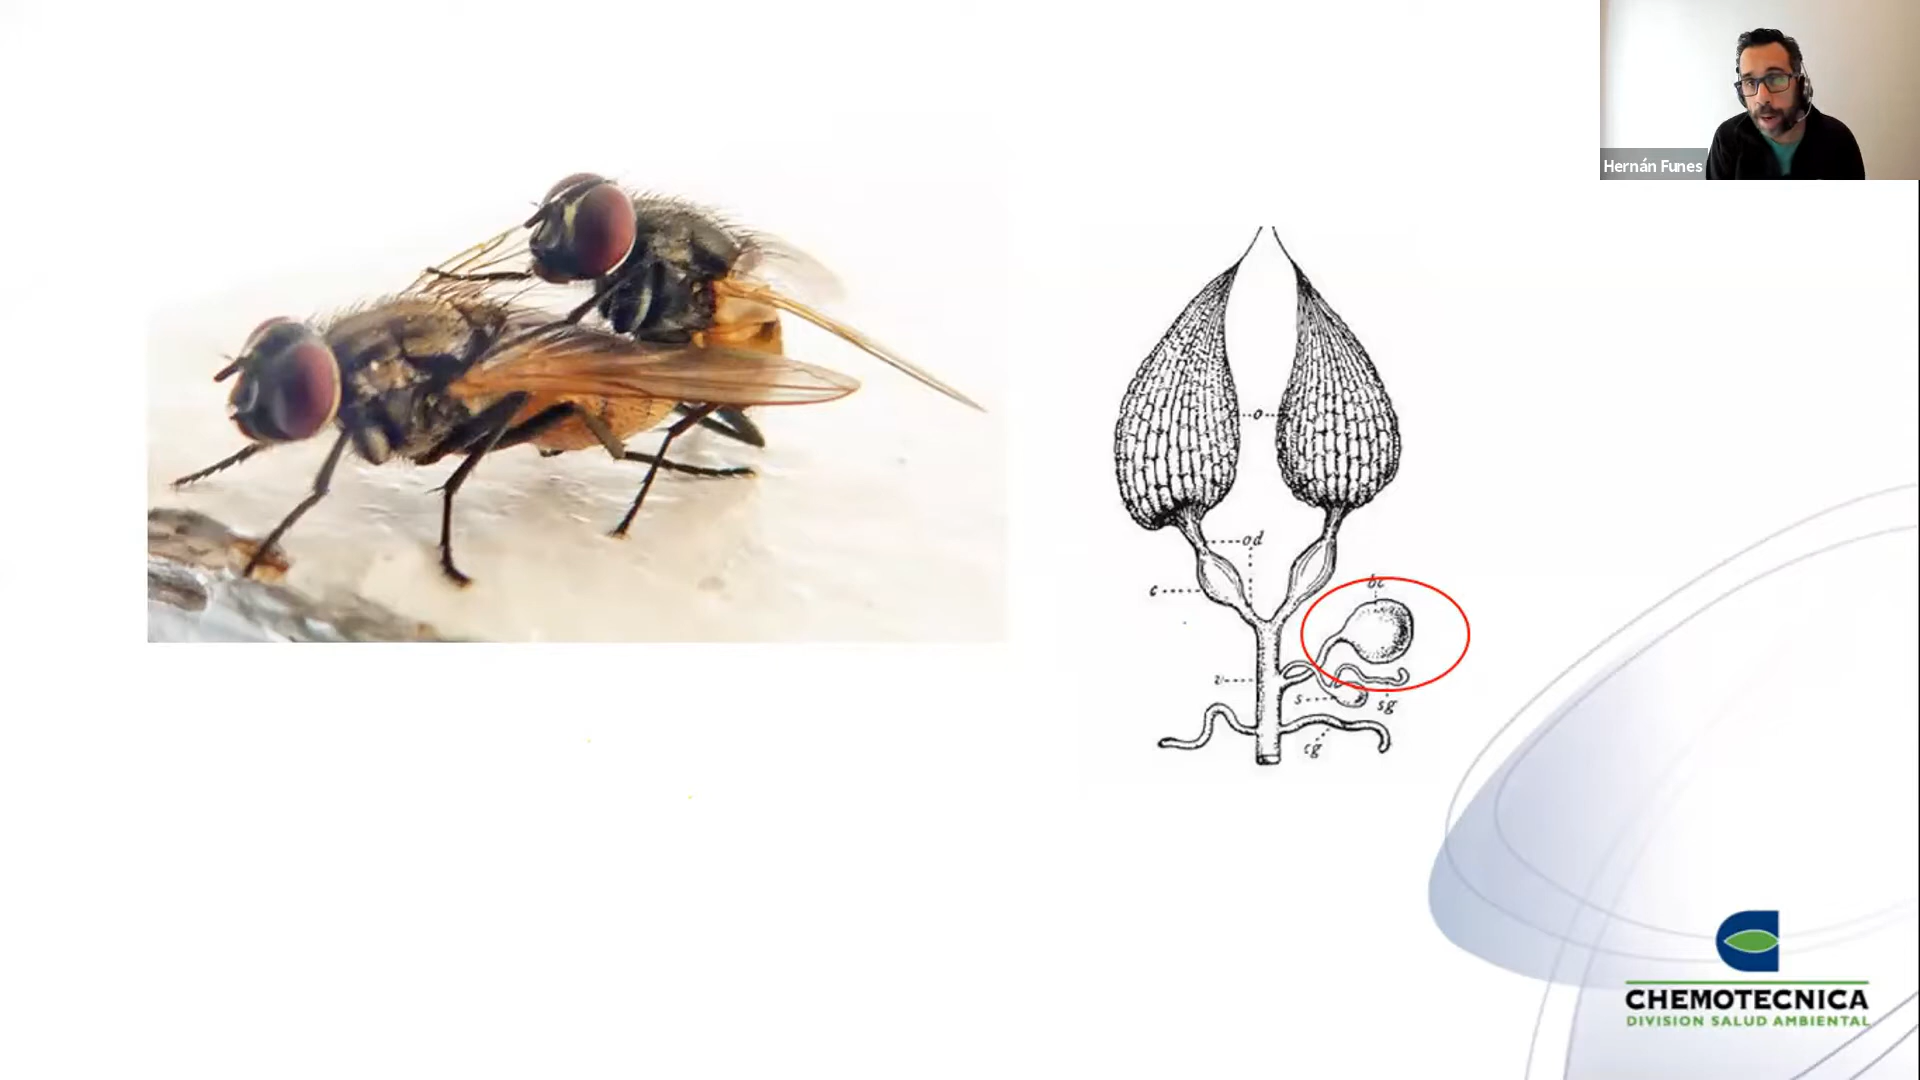 Hernán Funes
o
od
bc
c
v
s
sg
cg
CHEMOTECNICA
DIVISION SALUD AMBIENTAL